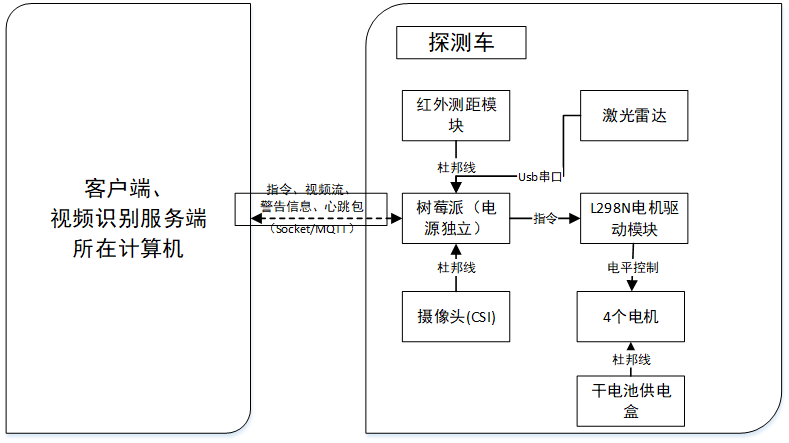 探测车
红外测距模
块
激光雷达
杜邦线
Usb串口
客户端、
视频识别服务端
所在计算机
指令、视频流、
警告信息、心跳包
（Socket/MQTT）
树莓派（电
源独立）
指令
L298N电机驱
动模块
杜邦线
电平控制
摄像头(CSI)
4个电机
杜邦线
干电池供电
盒